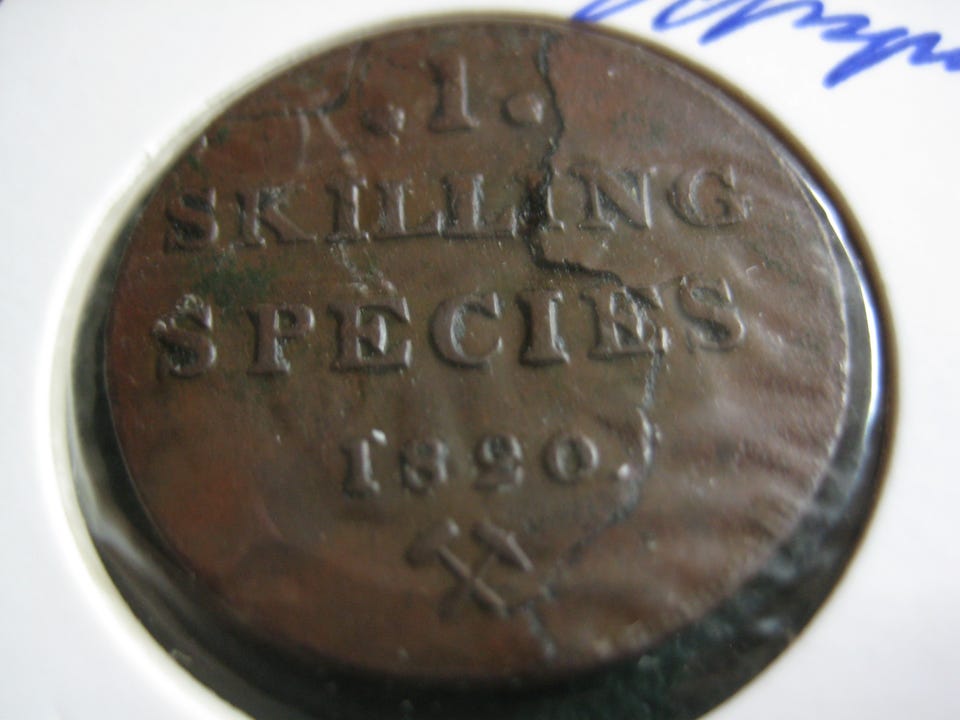 .1.
SKILLING
SPECIES
1820.